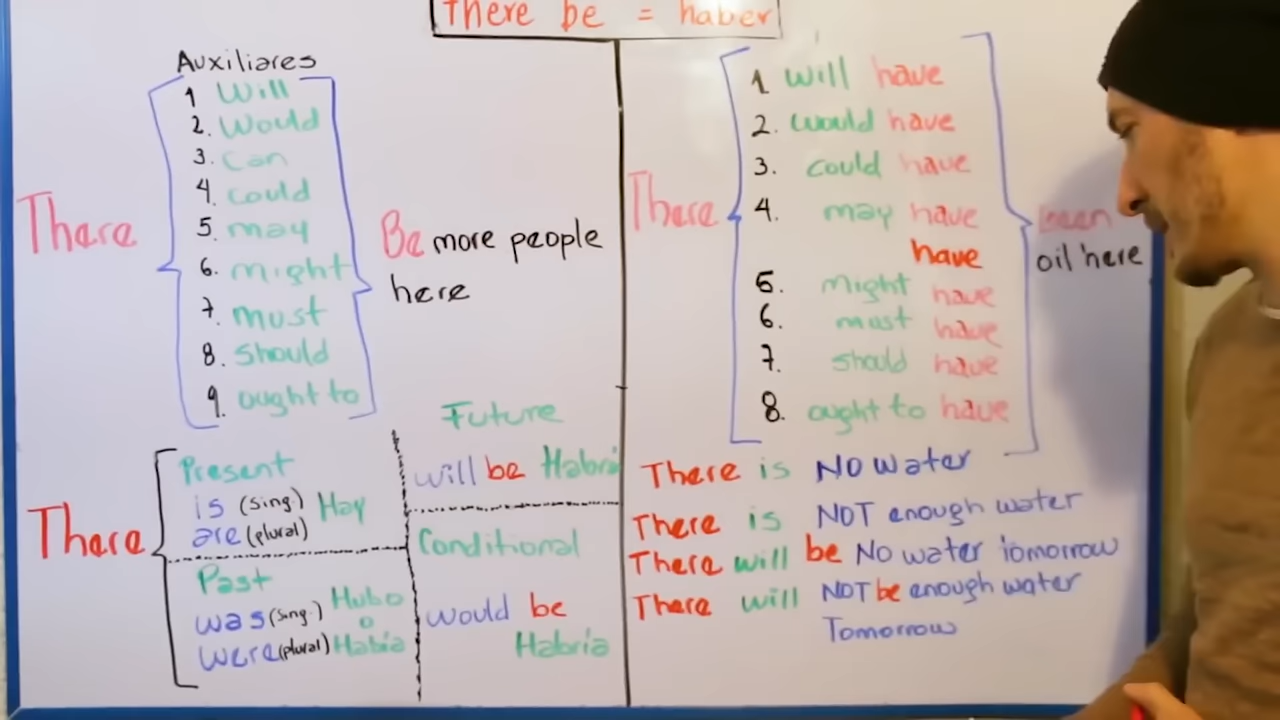 There be = haber
Auxiliares
There
1 Will
2. Would
3. Can
4. could
5. may
6. might
7. must
8. Should
9. ought to
Be more people
here
There
1 will have
2. would have
3. could have
4. may have
have
5. might have
6. must have
7. should have
8. ought to have
Been
oil here
There
Present
is (sing.) Hay
are (plural)
Past
was (sing.) Hubo
o
were (plural) Habia
Future
will be Habra
Conditional
would be
Habria
There is NO water
There is NOT enough water
There will be No water Tomorrow
There will NOT be enough water
Tomorrow